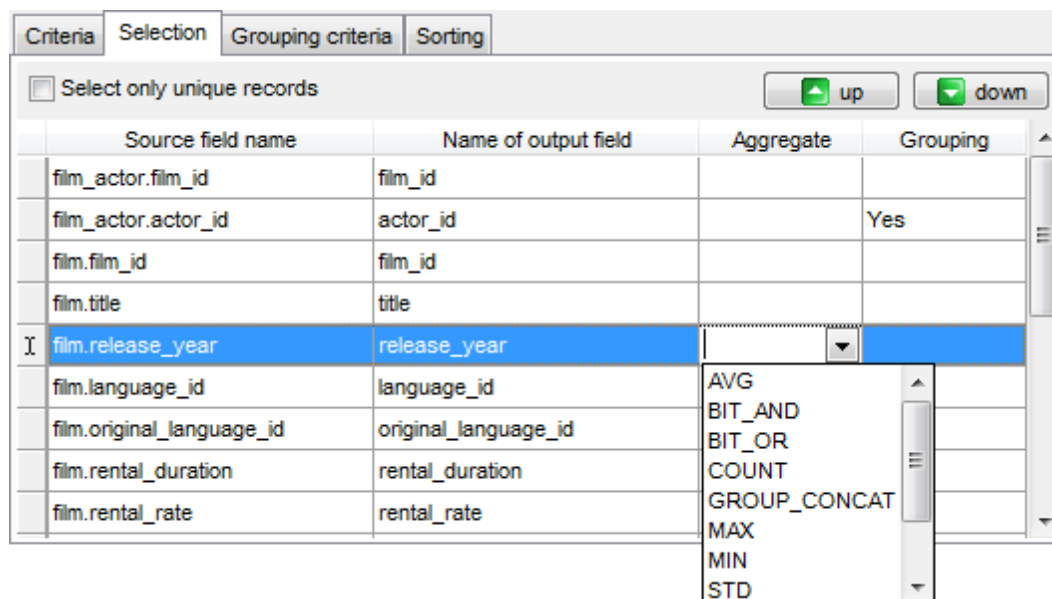 Criteria Selection Grouping criteria Sorting
Select only unique records up down
Source field name Name of output field Aggregate Grouping
film_actor.film_id film_id
film_actor.actor_id actor_id Yes
film.film_id film_id
film.title title
film.release_year release_year
film.language_id language_id
film.original_language_id original_language_id
film.rental_duration rental_duration
film.rental_rate rental_rate
AVG
BIT_AND
BIT_OR
COUNT
GROUP_CONCAT
MAX
MIN
STD